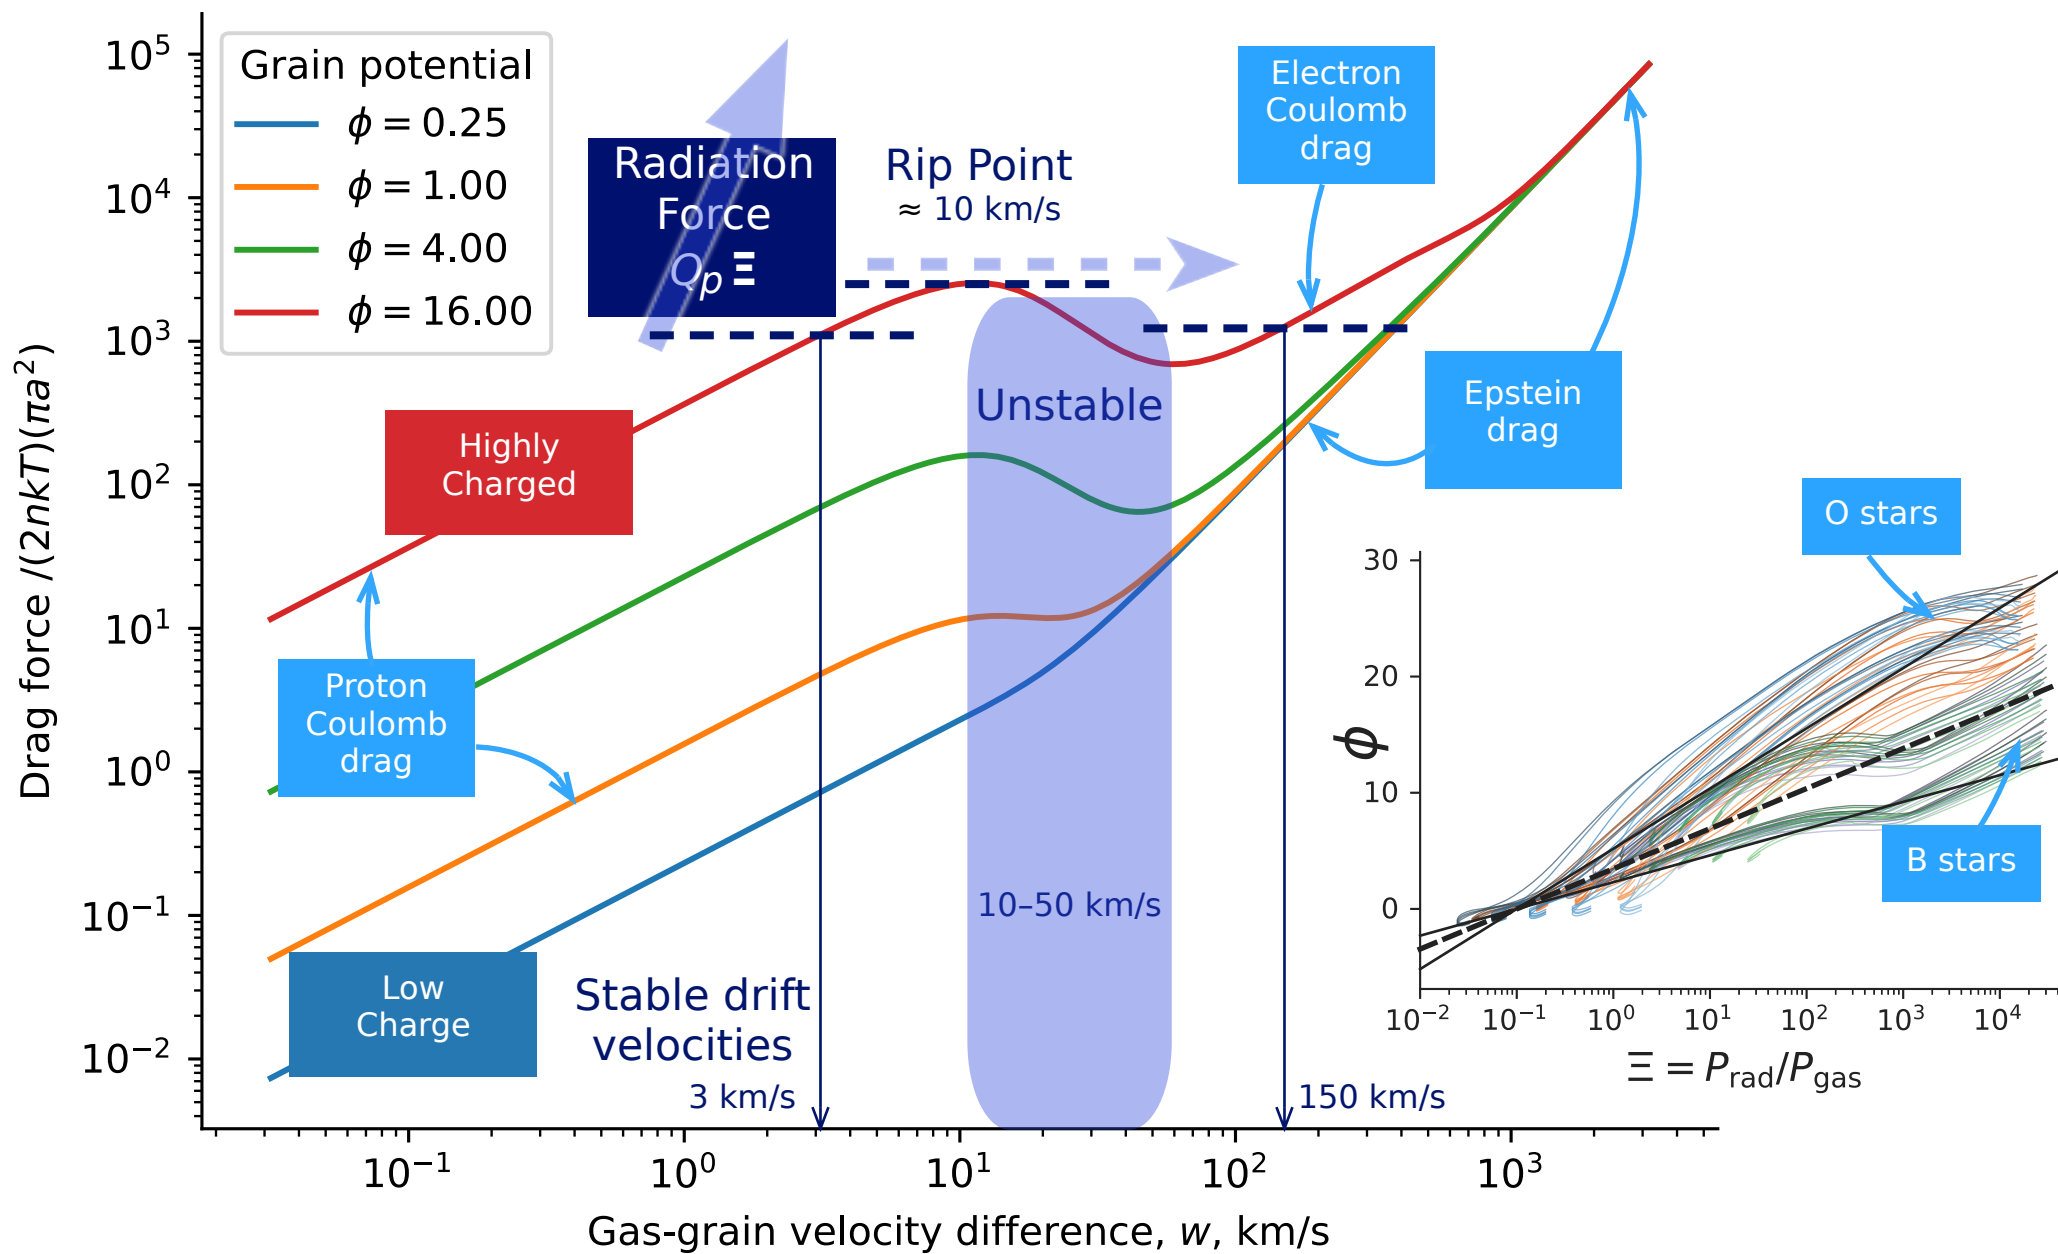 Grain potential
ϕ = 0.25
ϕ = 1.00
ϕ = 4.00
ϕ = 16.00
Radiation
Force
Qp Ξ
Rip Point
≈ 10 km/s
Electron
Coulomb
drag
Unstable
10–50 km/s
Epstein
drag
Highly
Charged
Proton
Coulomb
drag
Low
Charge
Stable drift
velocities
3 km/s
150 km/s
10⁵
10⁴
10³
10²
10¹
10⁰
10⁻¹
10⁻²
Drag force /(2nkT)(πa²)
10⁻¹ 10⁰ 10¹ 10² 10³
Gas-grain velocity difference, w, km/s
O stars
B stars
30
20
10
0
ϕ
10⁻² 10⁻¹ 10⁰ 10¹ 10² 10³ 10⁴
Ξ = Prad/Pgas